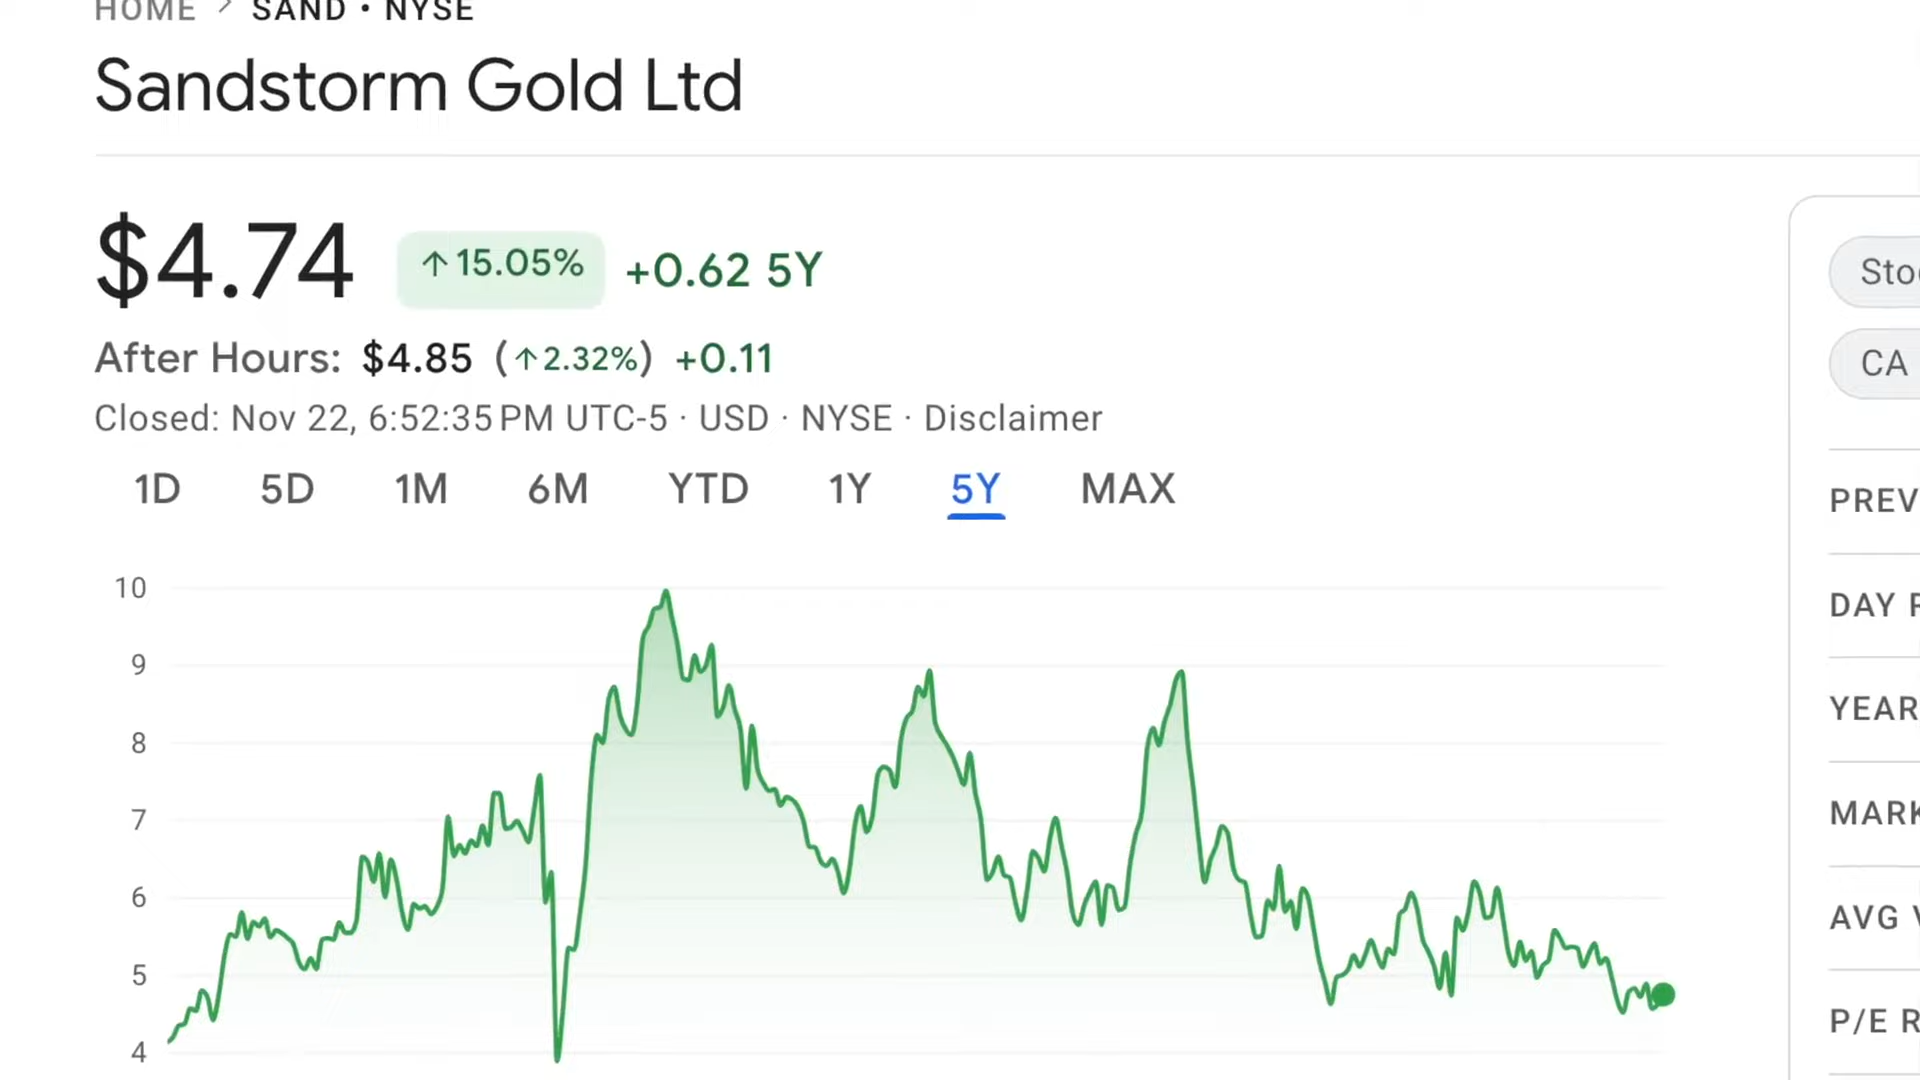 HOME > SAND • NYSE
Sandstorm Gold Ltd
$4.74 ↑15.05% +0.62 5Y
After Hours: $4.85 (↑2.32%) +0.11
Closed: Nov 22, 6:52:35 PM UTC-5 · USD · NYSE · Disclaimer
1D 5D 1M 6M YTD 1Y 5Y MAX
10
9
8
7
6
5
4
CA
PREV
DAY
YEAR
AVG
P/E